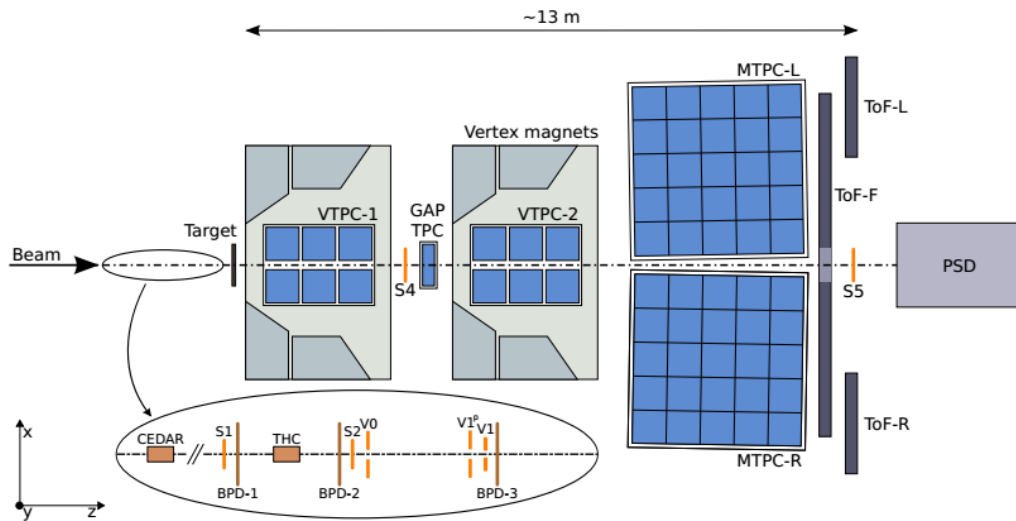 ~13 m
MTPC-L
ToF-L
Vertex magnets
ToF-F
VTPC-1
GAP
TPC
VTPC-2
Target
Beam
PSD
S4
S5
x
y
z
CEDAR
S1
THC
S2
V0
V1ᴾ
V1
BPD-1
BPD-2
BPD-3
MTPC-R
ToF-R